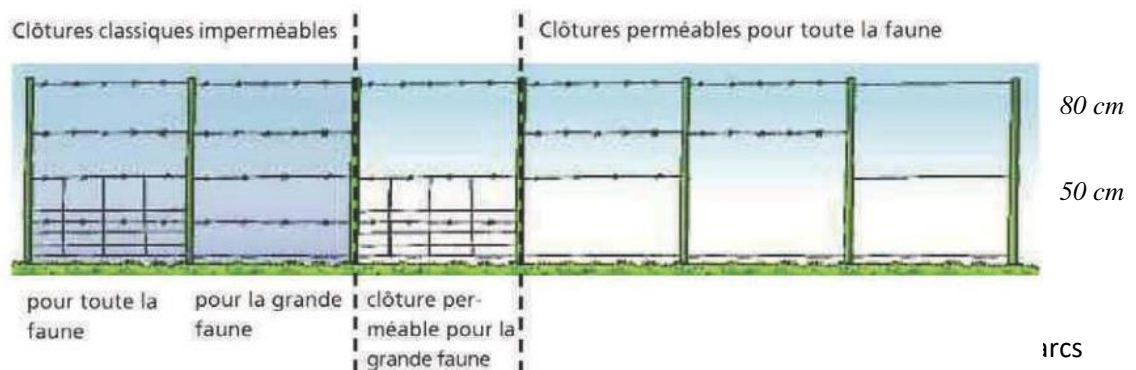 Clôtures classiques imperméables
Clôtures perméables pour toute la faune
80 cm
50 cm
pour toute la
faune
pour la grande
faune
clôture per-
méable pour la
grande faune
arcs